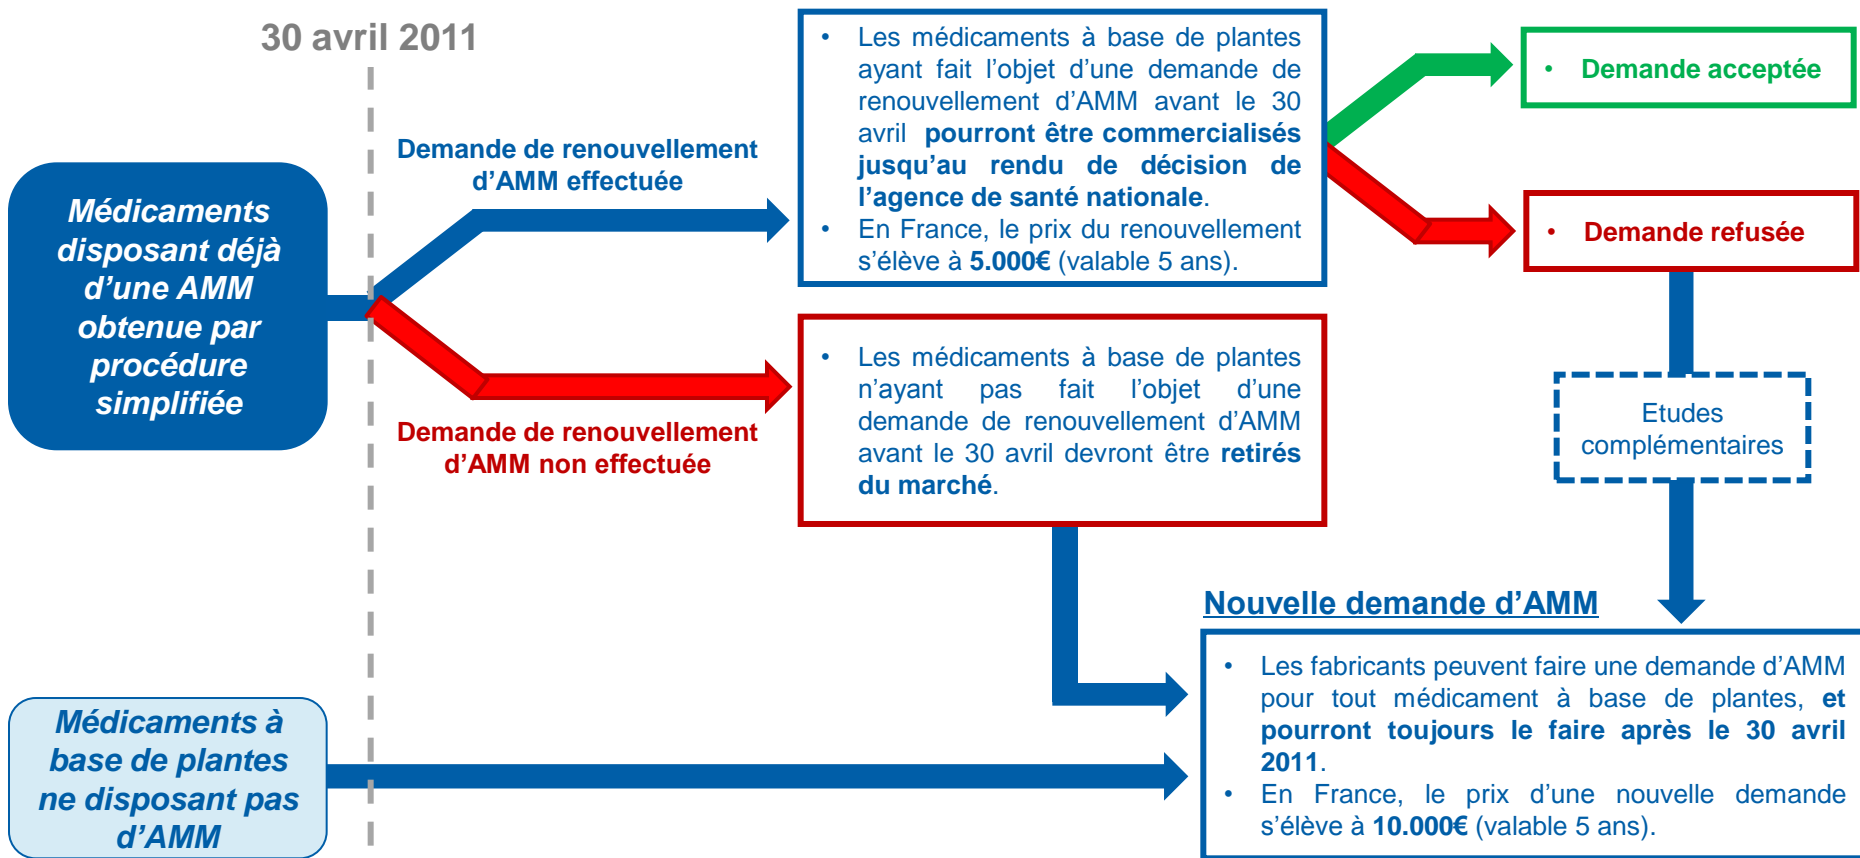 30 avril 2011
Médicaments
disposant déjà
d’une AMM
obtenue par
procédure
simplifiée
Demande de renouvellement
d’AMM effectuée
• Les médicaments à base de plantes
ayant fait l’objet d’une demande de
renouvellement d’AMM avant le 30
avril pourront être commercialisés
jusqu’au rendu de décision de
l’agence de santé nationale.
• En France, le prix du renouvellement
s’élève à 5.000€ (valable 5 ans).
• Demande acceptée
• Demande refusée
Demande de renouvellement
d’AMM non effectuée
• Les médicaments à base de plantes
n’ayant pas fait l’objet d’une
demande de renouvellement d’AMM
avant le 30 avril devront être retirés
du marché.
Etudes
complémentaires
Nouvelle demande d’AMM
• Les fabricants peuvent faire une demande d’AMM
pour tout médicament à base de plantes, et
pourront toujours le faire après le 30 avril
2011.
• En France, le prix d’une nouvelle demande
s’élève à 10.000€ (valable 5 ans).
Médicaments à
base de plantes
ne disposant pas
d’AMM